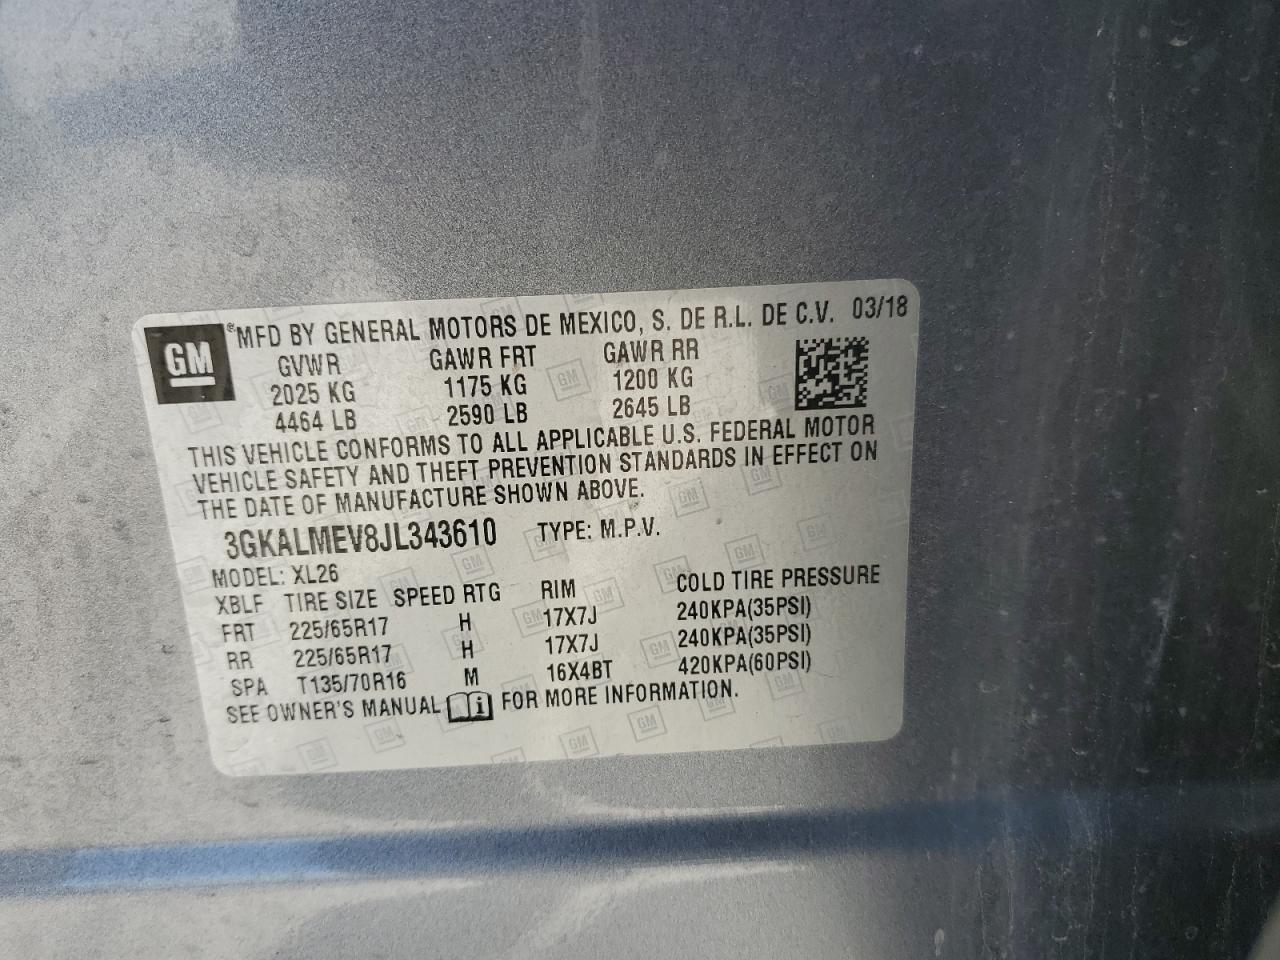 GM
® MFD BY GENERAL MOTORS DE MEXICO, S. DE R.L. DE C.V. 03/18
GVWR GAWR FRT GAWR RR
2025 KG 1175 KG 1200 KG
4464 LB 2590 LB 2645 LB
THIS VEHICLE CONFORMS TO ALL APPLICABLE U.S. FEDERAL MOTOR
VEHICLE SAFETY AND THEFT PREVENTION STANDARDS IN EFFECT ON
THE DATE OF MANUFACTURE SHOWN ABOVE.
3GKALMEV8JL343610 TYPE: M.P.V.
MODEL: XL26
XBLF TIRE SIZE SPEED RTG RIM COLD TIRE PRESSURE
FRT 225/65R17 H 17X7J 240KPA(35PSI)
RR 225/65R17 H 17X7J 240KPA(35PSI)
SPA T135/70R16 M 16X4BT 420KPA(60PSI)
SEE OWNER'S MANUAL i FOR MORE INFORMATION.